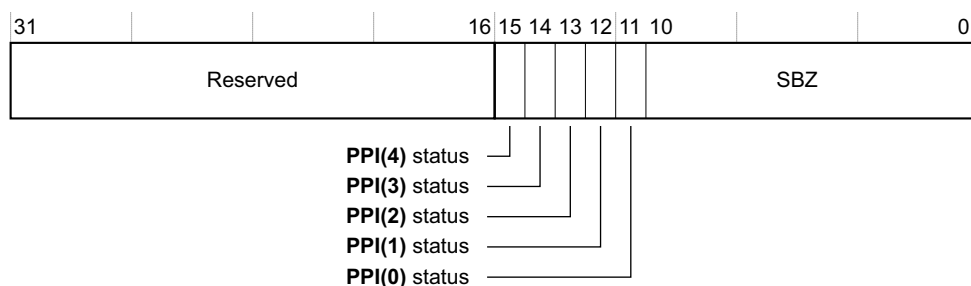 31 16 15 14 13 12 11 10 0
Reserved SBZ
PPI(4) status
PPI(3) status
PPI(2) status
PPI(1) status
PPI(0) status